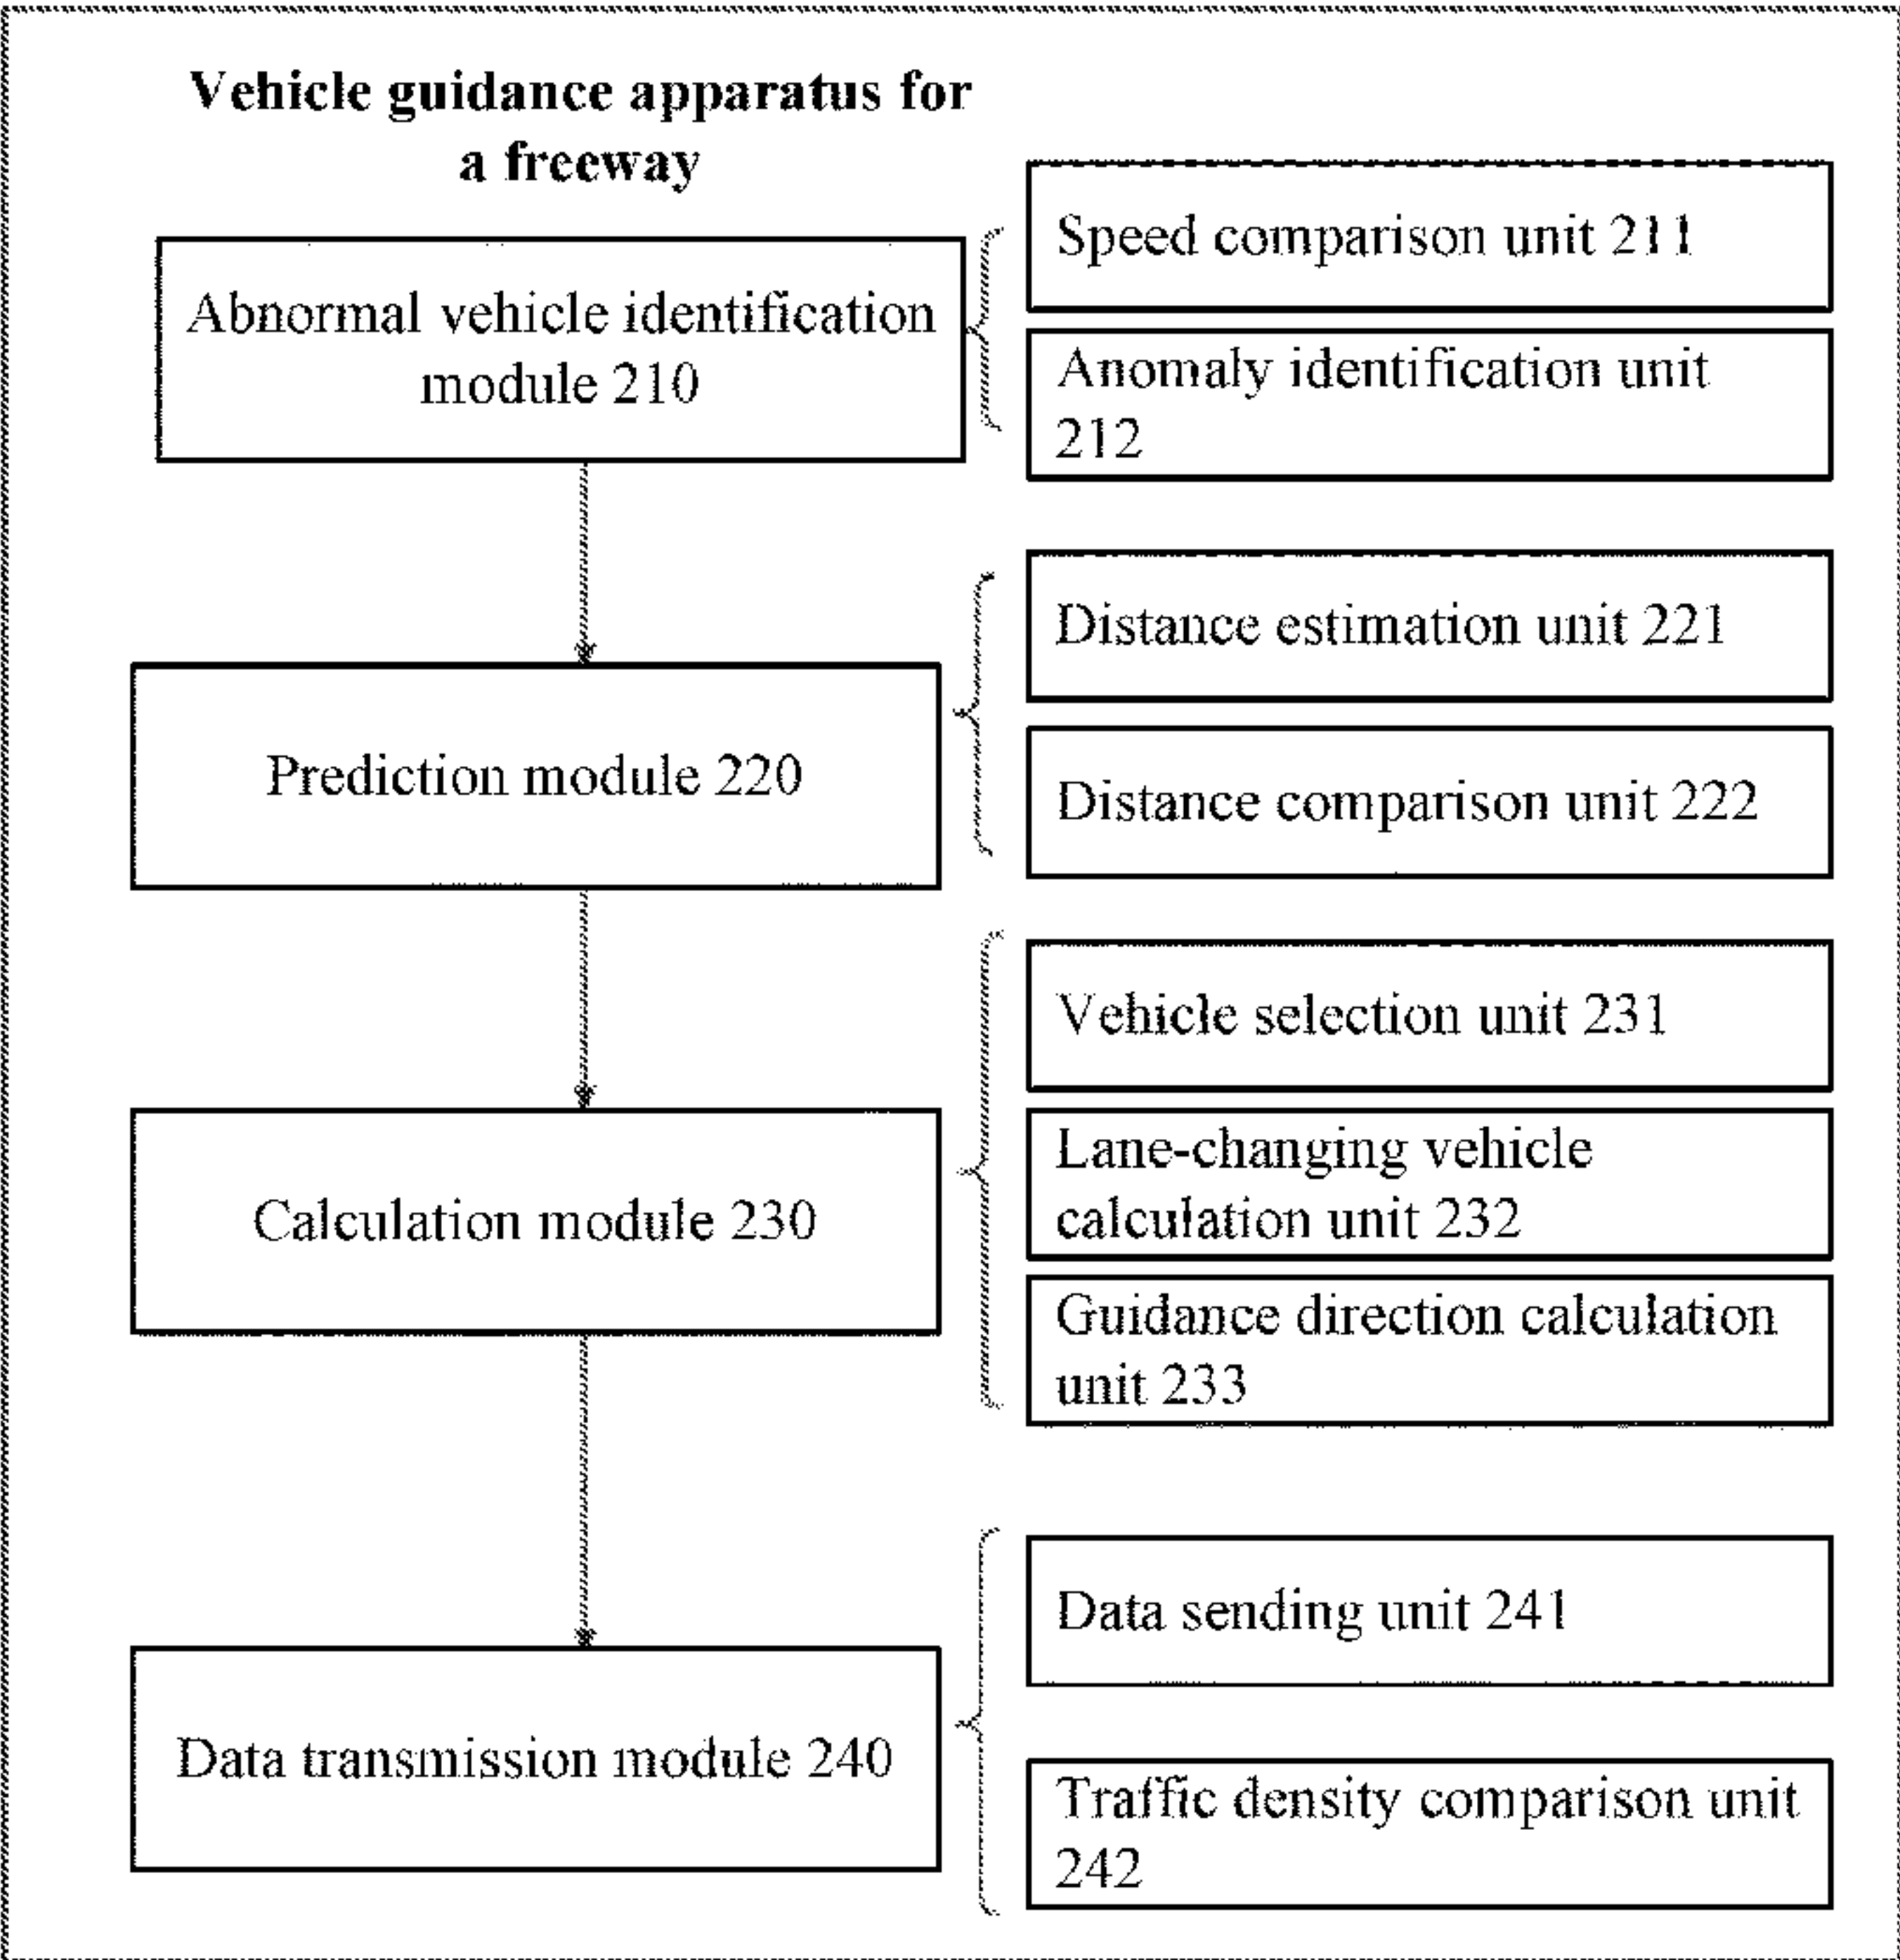 Vehicle guidance apparatus for
a freeway
Abnormal vehicle identification
module 210
Speed comparison unit 211
Anomaly identification unit
212
Prediction module 220
Distance estimation unit 221
Distance comparison unit 222
Calculation module 230
Vehicle selection unit 231
Lane-changing vehicle
calculation unit 232
Guidance direction calculation
unit 233
Data transmission module 240
Data sending unit 241
Traffic density comparison unit
242